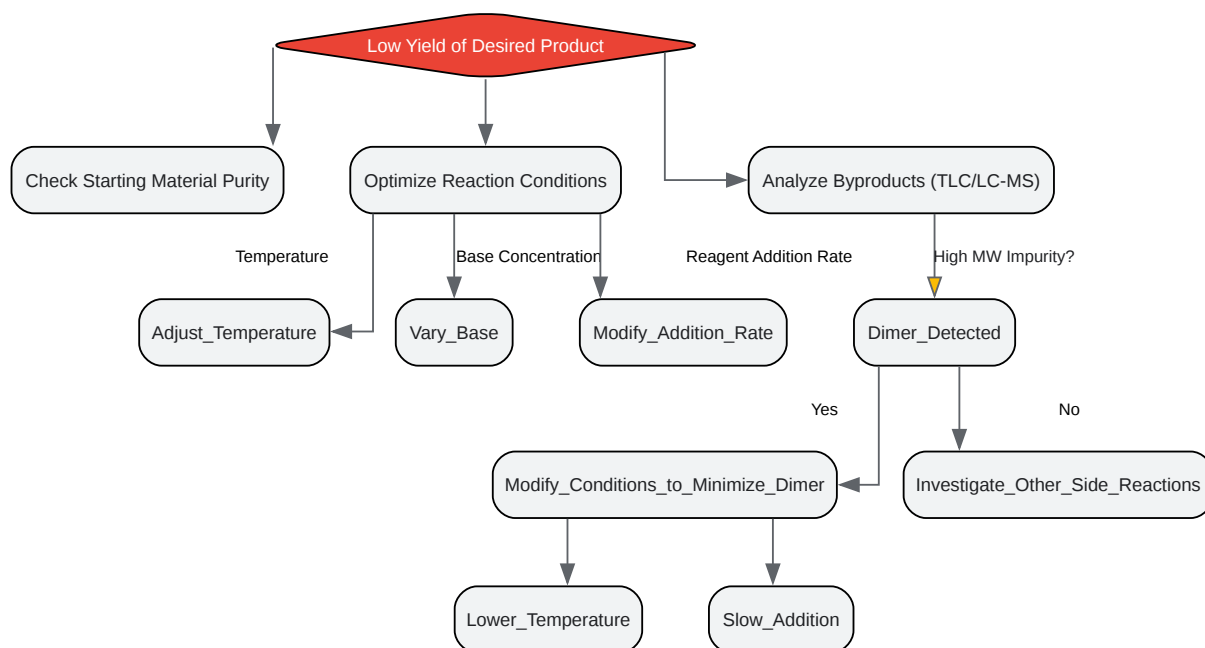 Low Yield of Desired Product
Check Starting Material Purity
Optimize Reaction Conditions
Analyze Byproducts (TLC/LC-MS)
Temperature
Base Concentration
Reagent Addition Rate
High MW Impurity?
Adjust_Temperature
Vary_Base
Modify_Addition_Rate
Dimer_Detected
Yes
No
Modify_Conditions_to_Minimize_Dimer
Investigate_Other_Side_Reactions
Lower_Temperature
Slow_Addition